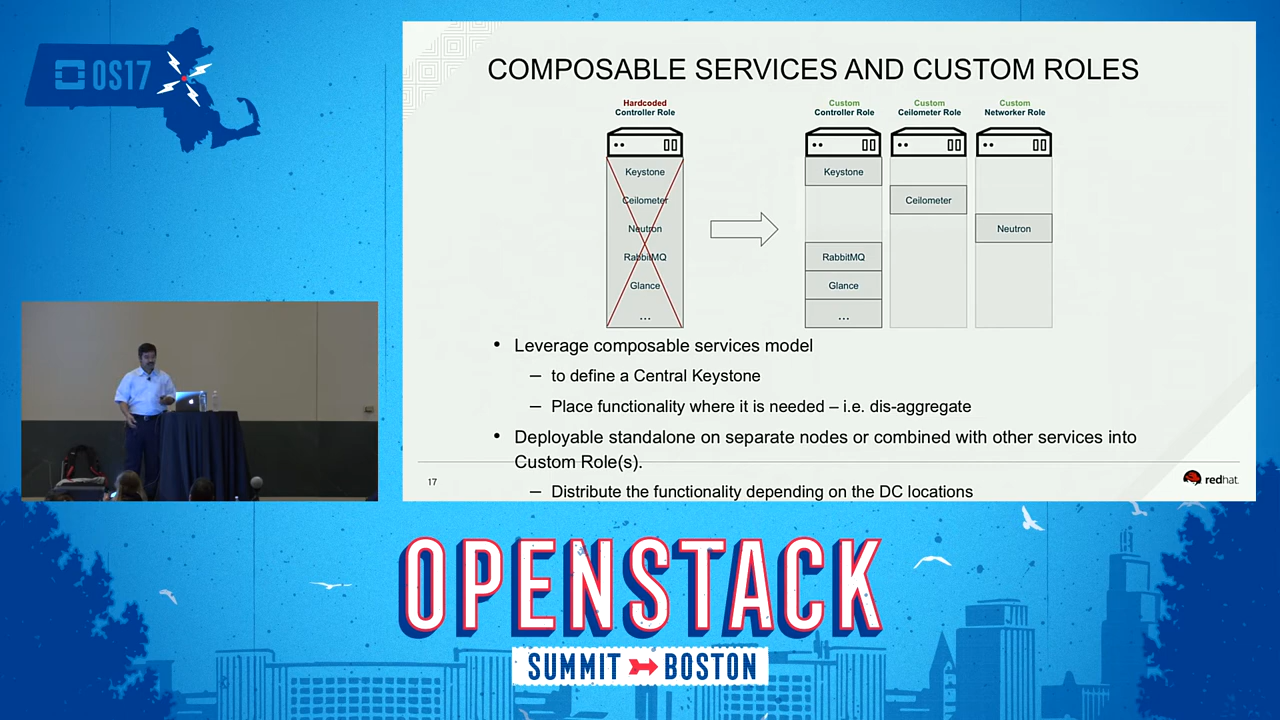 OS17
COMPOSABLE SERVICES AND CUSTOM ROLES
Hardcoded
Controller Role
Keystone
Ceilometer
Neutron
RabbitMQ
Glance
...
Custom
Controller Role
Keystone
RabbitMQ
Glance
...
Custom
Ceilometer Role
Ceilometer
Custom
Networker Role
Neutron
• Leverage composable services model
– to define a Central Keystone
– Place functionality where it is needed – i.e. dis-aggregate
• Deployable standalone on separate nodes or combined with other services into
Custom Role(s).
– Distribute the functionality depending on the DC locations
17
redhat.
OPENSTACK
SUMMIT BOSTON